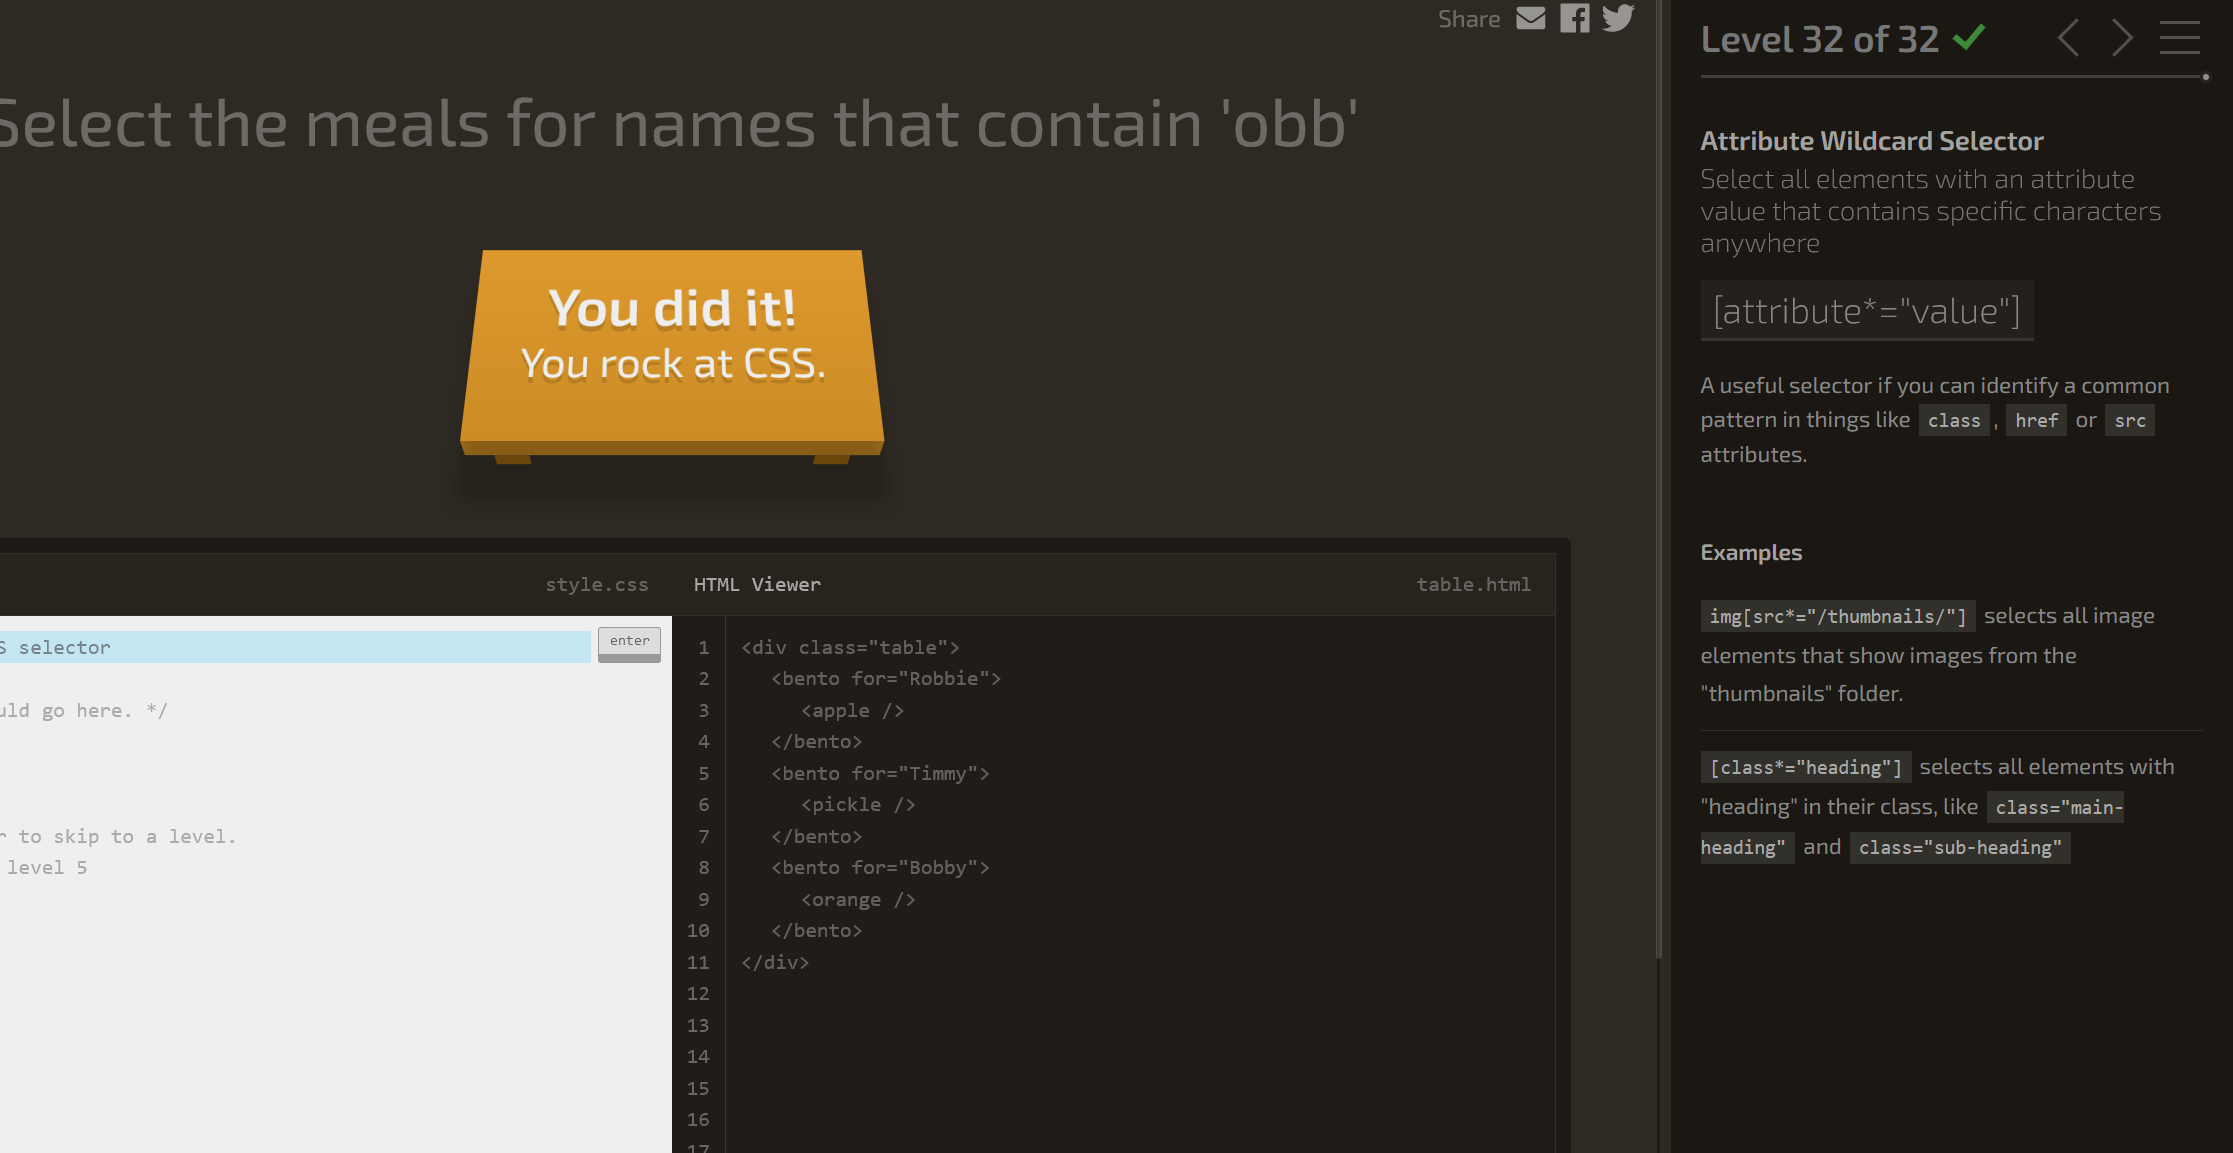 Share
Select the meals for names that contain 'obb'
You did it!
You rock at CSS.
style.css
S selector
enter
uld go here. */
r to skip to a level.
level 5
HTML Viewer
table.html
1 <div class="table">
2 <bento for="Robbie">
3 <apple />
4 </bento>
5 <bento for="Timmy">
6 <pickle />
7 </bento>
8 <bento for="Bobby">
9 <orange />
10 </bento>
11 </div>
12
13
14
15
16
17
Level 32 of 32
Attribute Wildcard Selector
Select all elements with an attribute
value that contains specific characters
anywhere
[attribute*="value"]
A useful selector if you can identify a common
pattern in things like class, href or src
attributes.
Examples
img[src*="/thumbnails/"] selects all image
elements that show images from the
"thumbnails" folder.
[class*="heading"] selects all elements with
"heading" in their class, like class="main-
heading" and class="sub-heading"